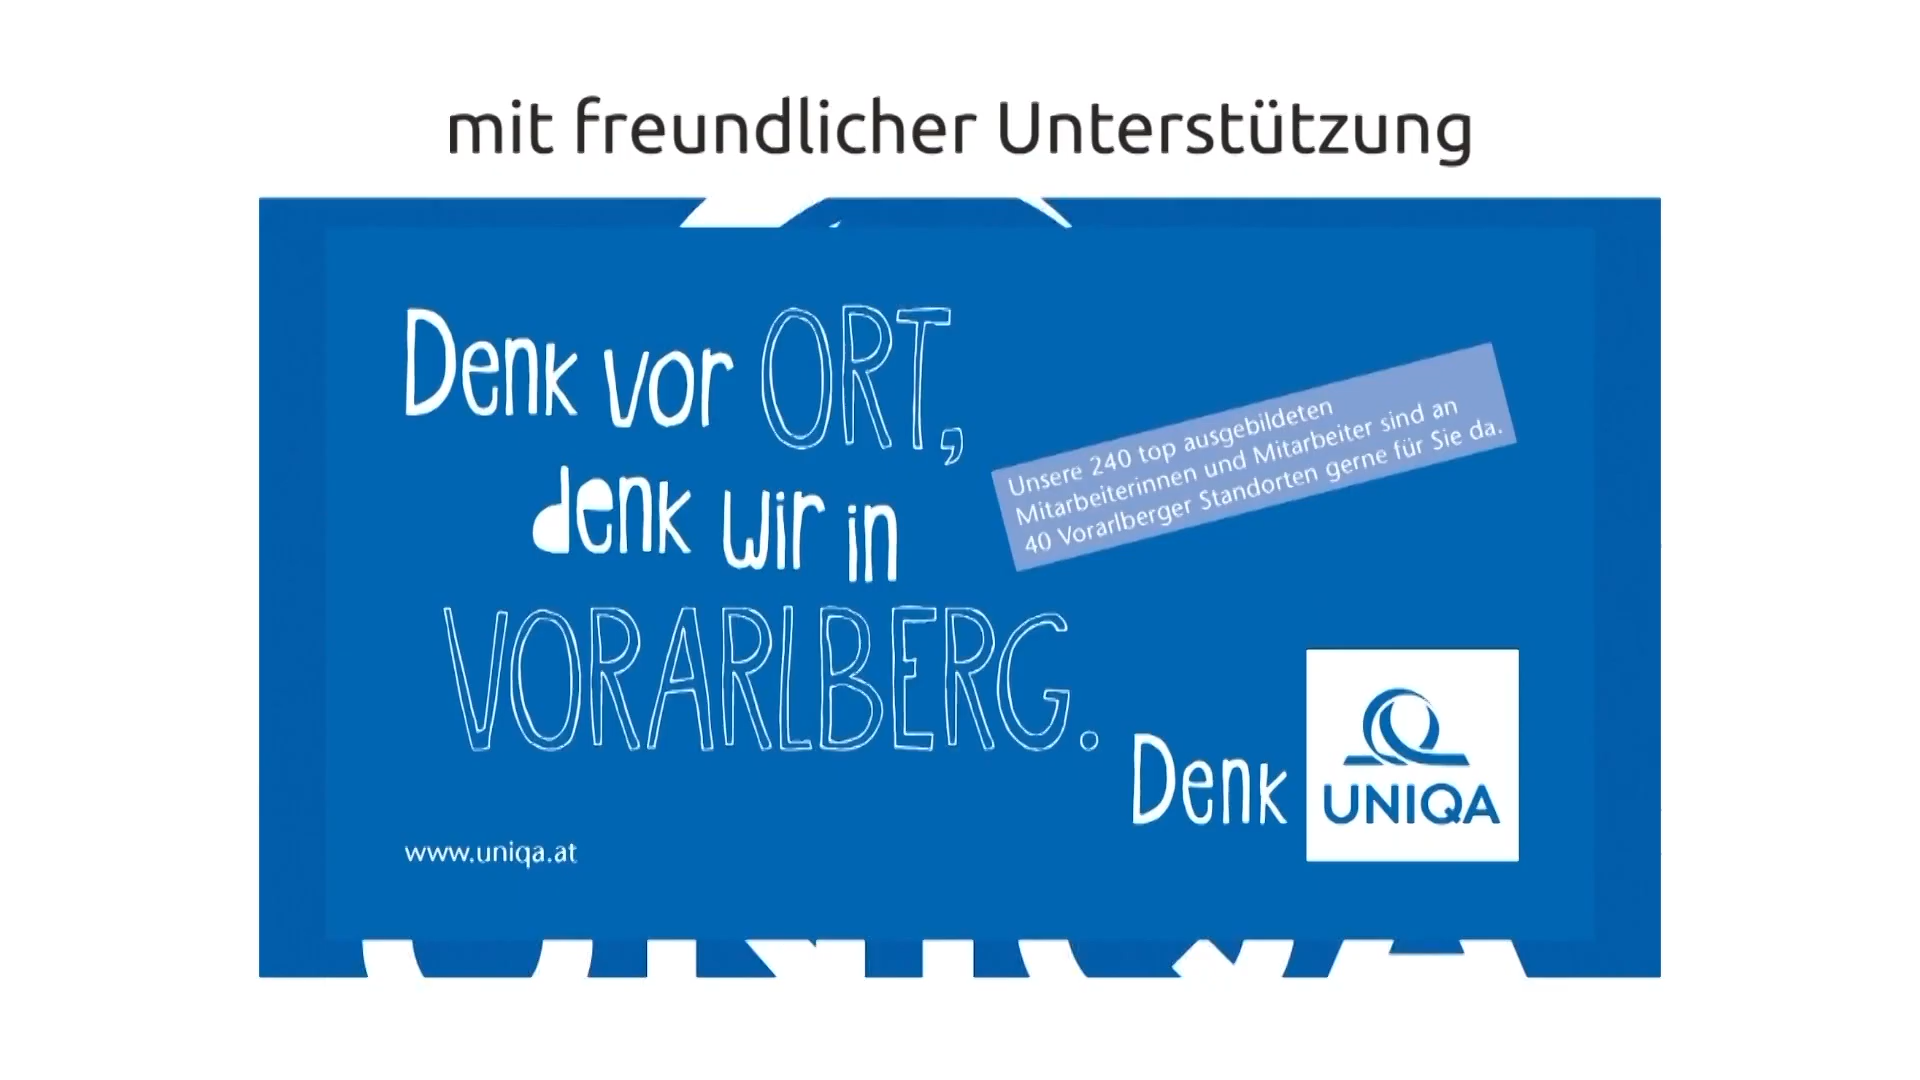 mit freundlicher Unterstützung
Denk vor ORT,
denk wir in
VORARLBERG.
Unsere 240 top ausgebildeten
Mitarbeiterinnen und Mitarbeiter sind an
40 Vorarlberger Standorten gerne für Sie da.
Denk
UNIQA
www.uniqa.at